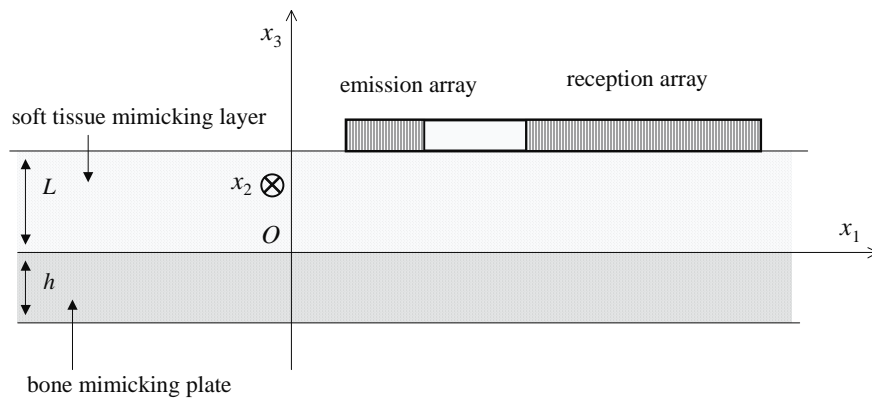 x3
emission array
reception array
soft tissue mimicking layer
L
x2
O
x1
h
bone mimicking plate